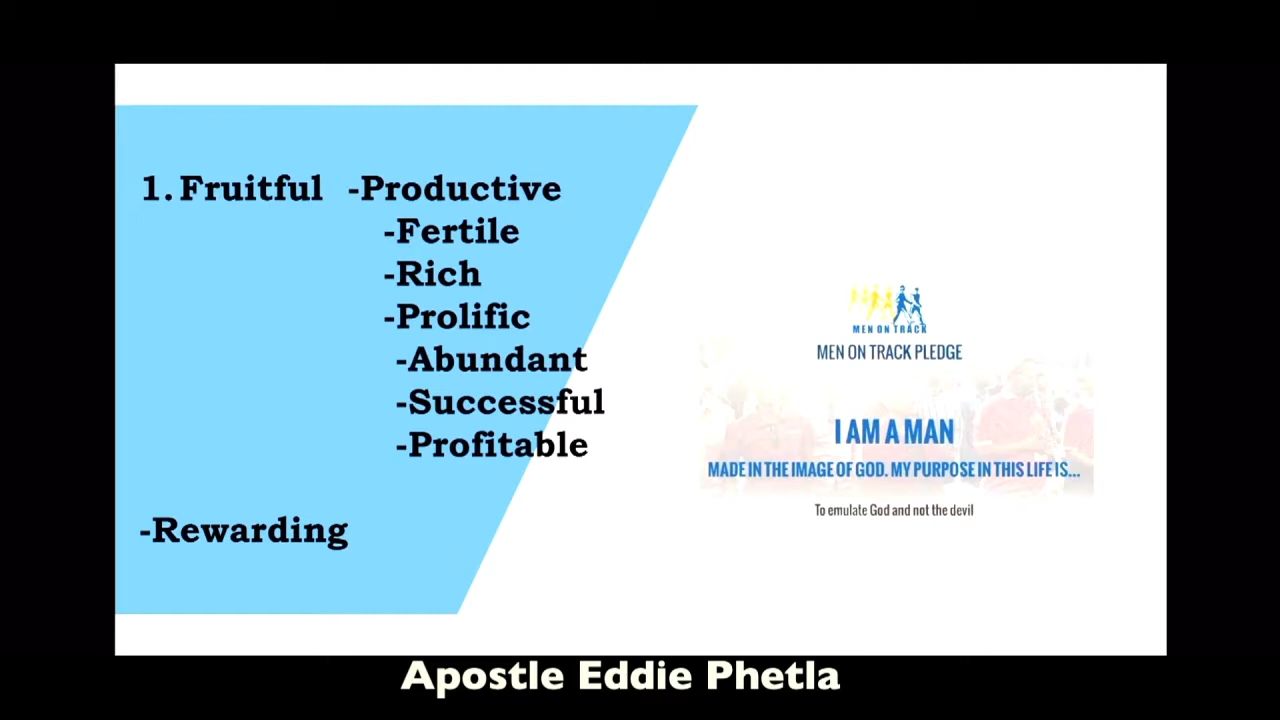 1. Fruitful -Productive
-Fertile
-Rich
-Prolific
-Abundant
-Successful
-Profitable
-Rewarding
MEN ON TRACK
MEN ON TRACK PLEDGE
I AM A MAN
MADE IN THE IMAGE OF GOD. MY PURPOSE IN THIS LIFE IS...
To emulate God and not the devil
Apostle Eddie Phetla